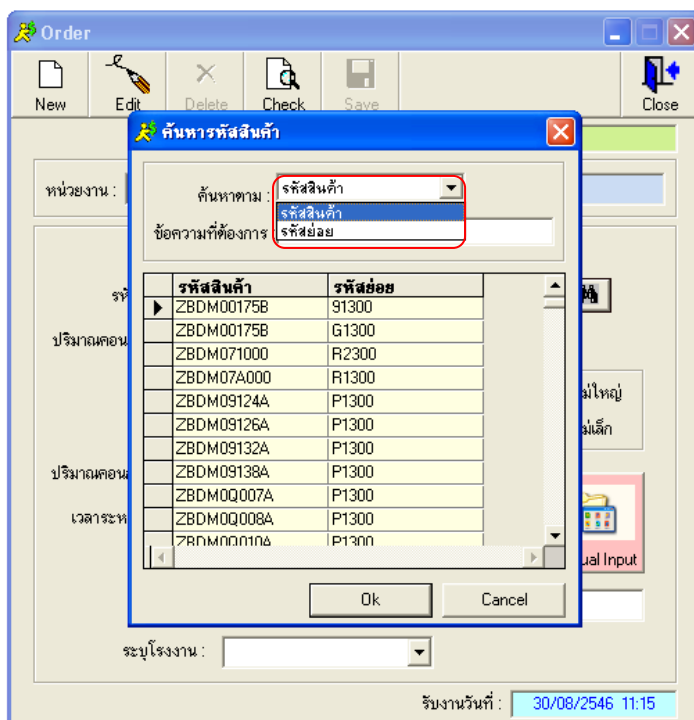 Order
New Edit Delete Check Save Close
ค้นหารหัสสินค้า
หน่วยงาน :
ค้นหาตาม : รหัสสินค้า
รหัสสินค้า
ข้อความที่ต้องการ รหัสย่อย
รหัสสินค้า รหัสย่อย
ZBDM00175B 91300
ZBDM00175B G1300
ZBDM071000 R2300
ZBDM07A000 R1300
ZBDM09124A P1300
ZBDM09126A P1300
ZBDM09132A P1300
ZBDM09138A P1300
ZBDM0Q007A P1300
ZBDM0Q008A P1300
ZBDM0Q010A P1300
รหั
ปริมาณคอน
ม่ใหญ่
ม่เล็ก
ปริมาณคอน
เวลาระห
ual Input
Ok Cancel
ระบุโรงงาน :
รับงานวันที่ : 30/08/2546 11:15